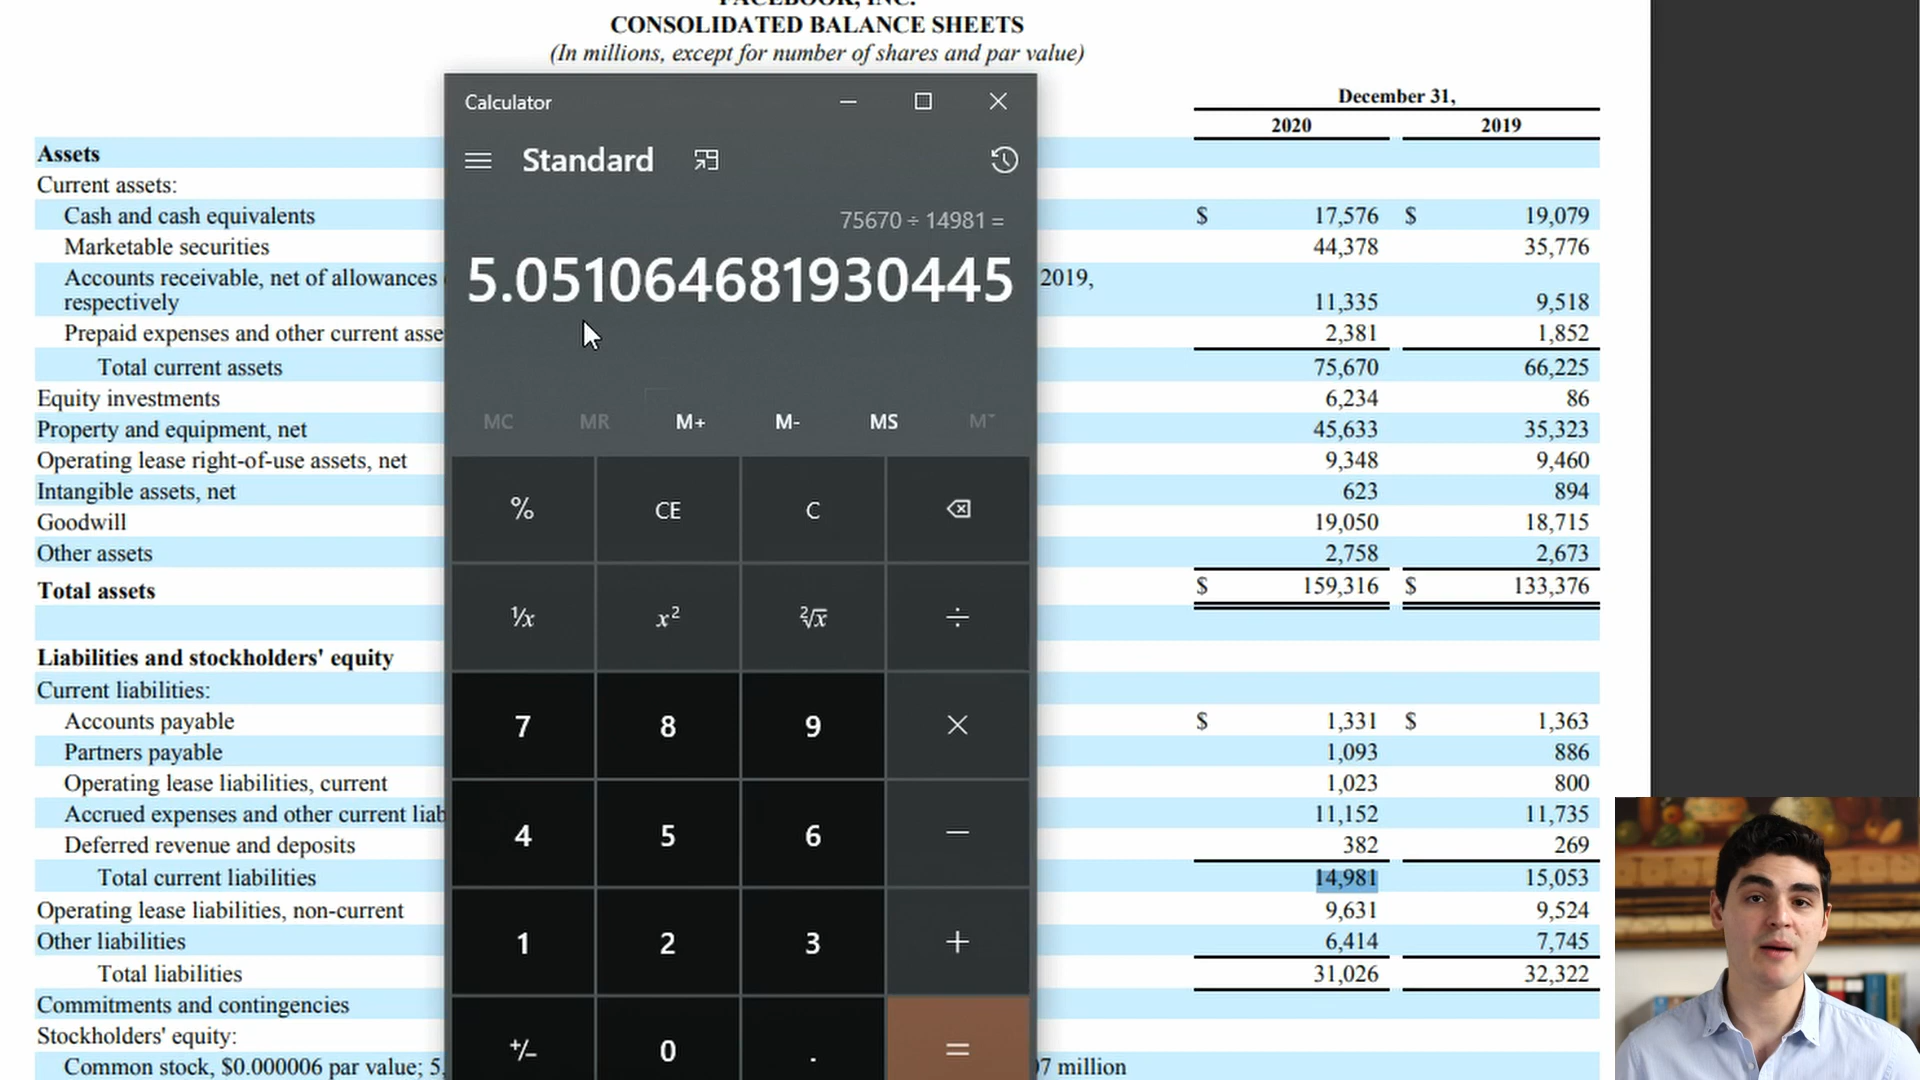 FACEBOOK, INC.
CONSOLIDATED BALANCE SHEETS
(In millions, except for number of shares and par value)
December 31,
2020 2019
Assets
Current assets:
Cash and cash equivalents $ 17,576 $ 19,079
Marketable securities 44,378 35,776
Accounts receivable, net of allowances 2019,
respectively 11,335 9,518
Prepaid expenses and other current asse 2,381 1,852
Total current assets 75,670 66,225
Equity investments 6,234 86
Property and equipment, net 45,633 35,323
Operating lease right-of-use assets, net 9,348 9,460
Intangible assets, net 623 894
Goodwill 19,050 18,715
Other assets 2,758 2,673
Total assets $ 159,316 $ 133,376
Liabilities and stockholders' equity
Current liabilities:
Accounts payable $ 1,331 $ 1,363
Partners payable 1,093 886
Operating lease liabilities, current 1,023 800
Accrued expenses and other current liab 11,152 11,735
Deferred revenue and deposits 382 269
Total current liabilities 14,981 15,053
Operating lease liabilities, non-current 9,631 9,524
Other liabilities 6,414 7,745
Total liabilities 31,026 32,322
Commitments and contingencies
Stockholders' equity:
Common stock, $0.000006 par value; 5, million
Calculator
Standard
75670 ÷ 14981 =
5.051064681930445
MC MR M+ M- MS M˅
% CE C
⅟x x² ²√x ÷
7 8 9 ×
4 5 6 −
1 2 3 +
+/− 0 . =